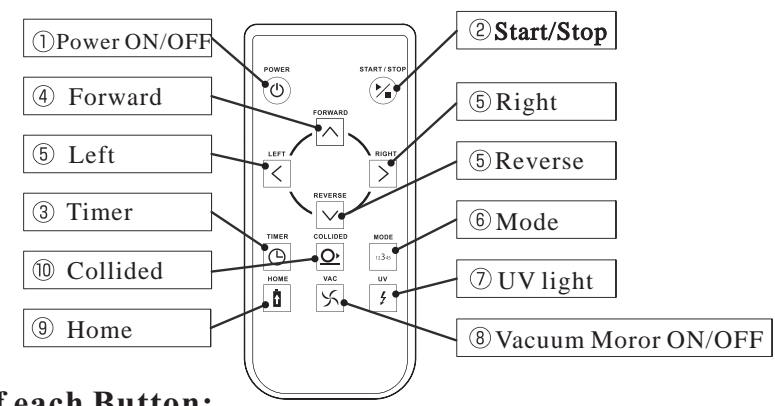 ①Power ON/OFF
②Start/Stop
POWER
START / STOP
④ Forward
⑤Right
FORWARD
⑤ Left
LEFT
RIGHT
⑤Reverse
REVERSE
③ Timer
⑥Mode
TIMER
COLLIDED
MODE
12345
⑩ Collided
HOME
VAC
UV
⑦UV light
⑨ Home
⑧Vacuum Moror ON/OFF
f each Button: